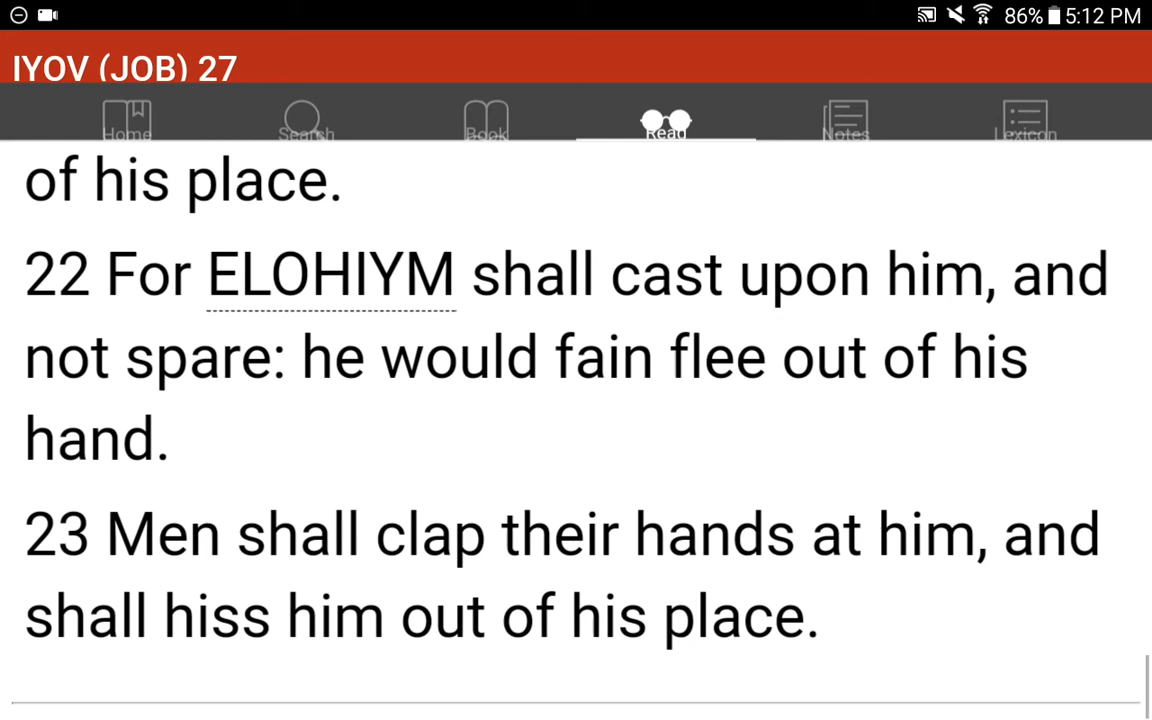 86% 5:12 PM
IYOV (JOB) 27
Home Search Book Read Notes Lexicon
of his place.
22 For ELOHIYM shall cast upon him, and
not spare: he would fain flee out of his
hand.
23 Men shall clap their hands at him, and
shall hiss him out of his place.